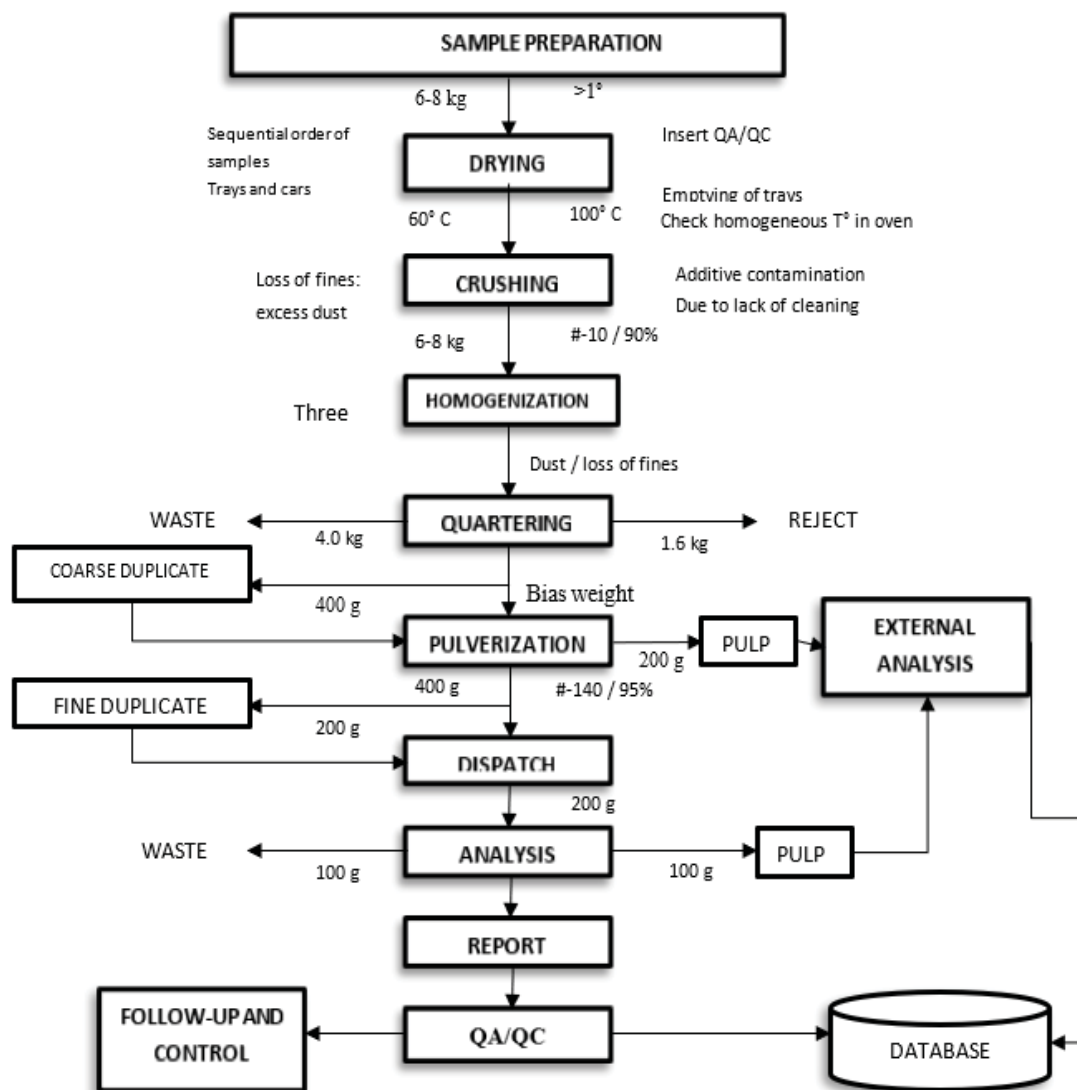 SAMPLE PREPARATION
6-8 kg
>1°
Sequential order of
samples
Trays and cars
DRYING
Insert QA/QC
Emptying of trays
Check homogeneous T° in oven
60° C
100° C
Loss of fines:
excess dust
CRUSHING
Additive contamination
Due to lack of cleaning
6-8 kg
#-10 / 90%
Three
HOMOGENIZATION
Dust / loss of fines
WASTE
4.0 kg
QUARTERING
1.6 kg
REJECT
COARSE DUPLICATE
400 g
Bias weight
PULVERIZATION
200 g
PULP
EXTERNAL
ANALYSIS
400 g
#-140 / 95%
FINE DUPLICATE
200 g
DISPATCH
200 g
WASTE
100 g
ANALYSIS
100 g
PULP
REPORT
FOLLOW-UP AND
CONTROL
QA/QC
DATABASE